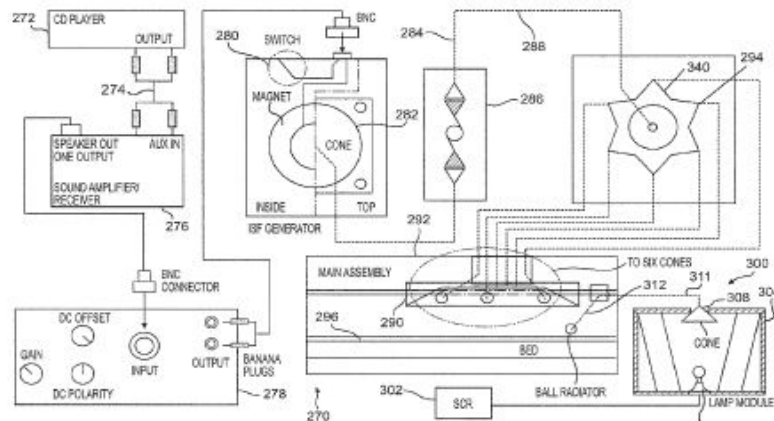 272
CD PLAYER
OUTPUT
274
SPEAKER OUT
ONE OUTPUT
AUX IN
SOUND AMPLIFIER/
RECEIVER
276
BNC
CONNECTOR
DC OFFSET
GAIN
INPUT
OUTPUT
DC POLARITY
BANANA
PLUGS
278
280
SWITCH
BNC
MAGNET
282
CONE
INSIDE
TOP
ISF GENERATOR
284
288
286
340
294
292
MAIN ASSEMBLY
TO SIX CONES
290
296
BED
312
311
300
308
30
CONE
BALL RADIATOR
LAMP MODULE
270
302
SCR